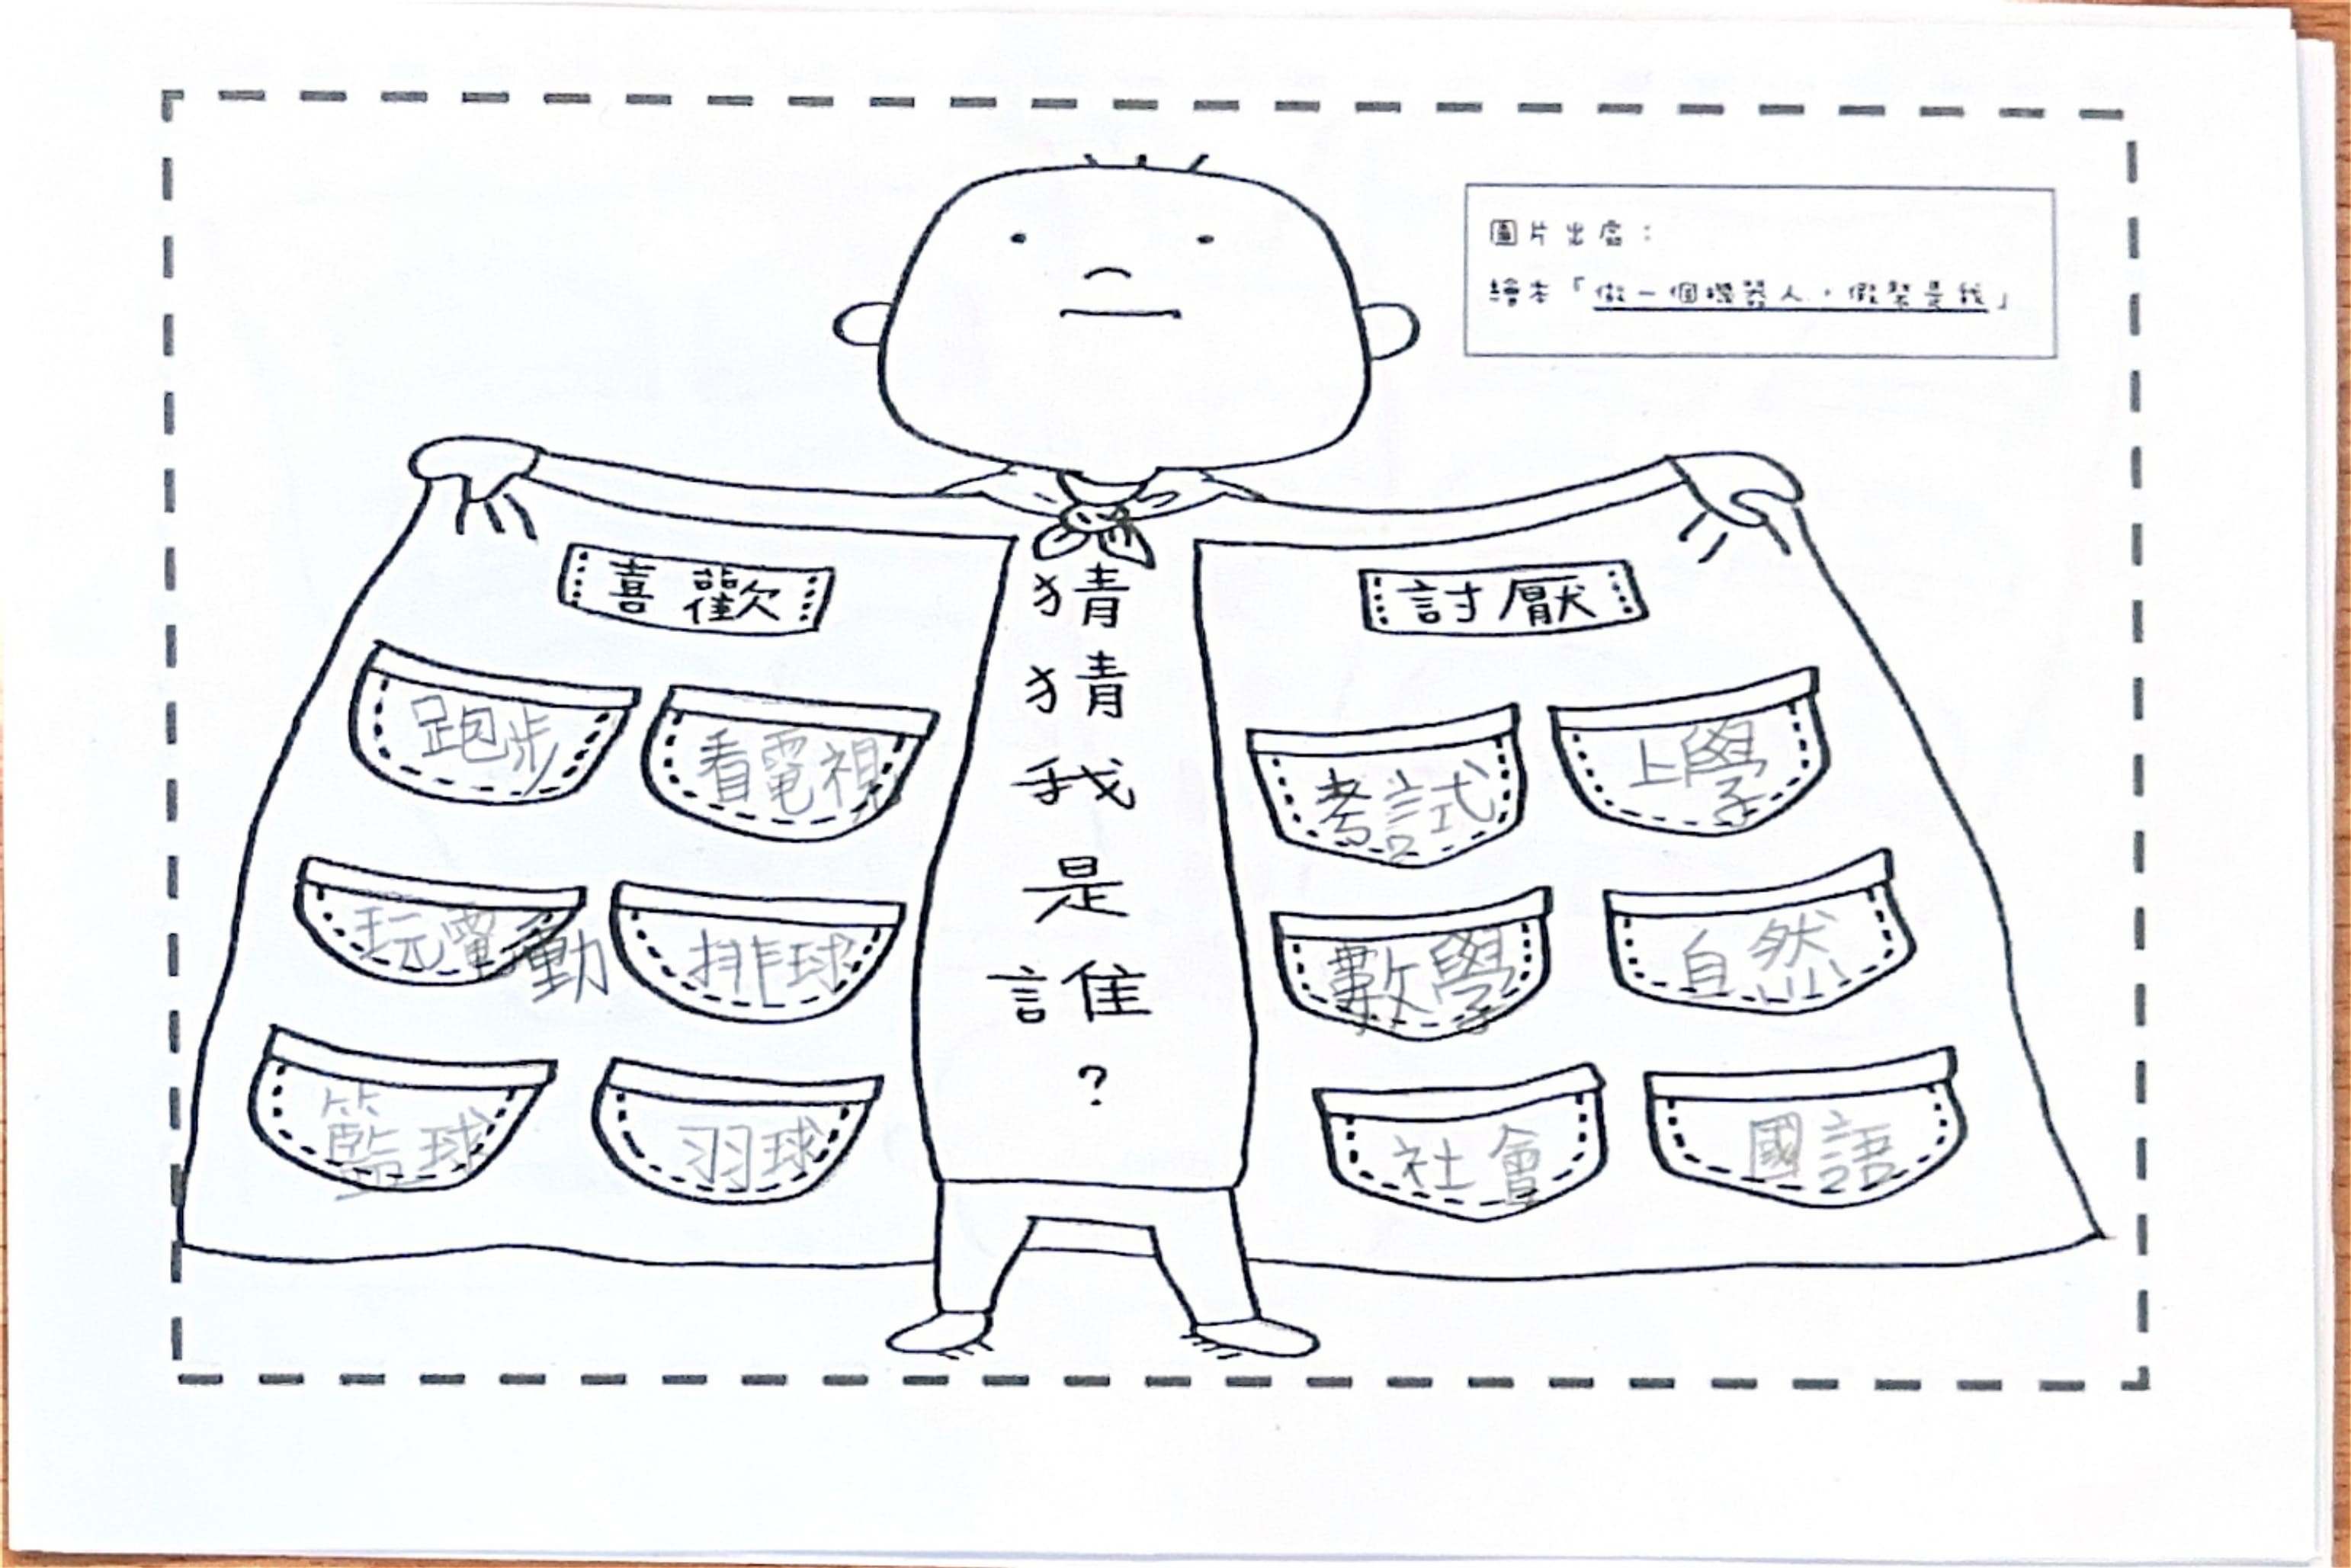 圖片出處：
繪本「做一個機器人，假裝是我」
喜歡
跑步
看電視
玩電動
排球
籃球
羽球
猜猜我是誰？
討厭
考試
上學
數學
自然
社會
國語